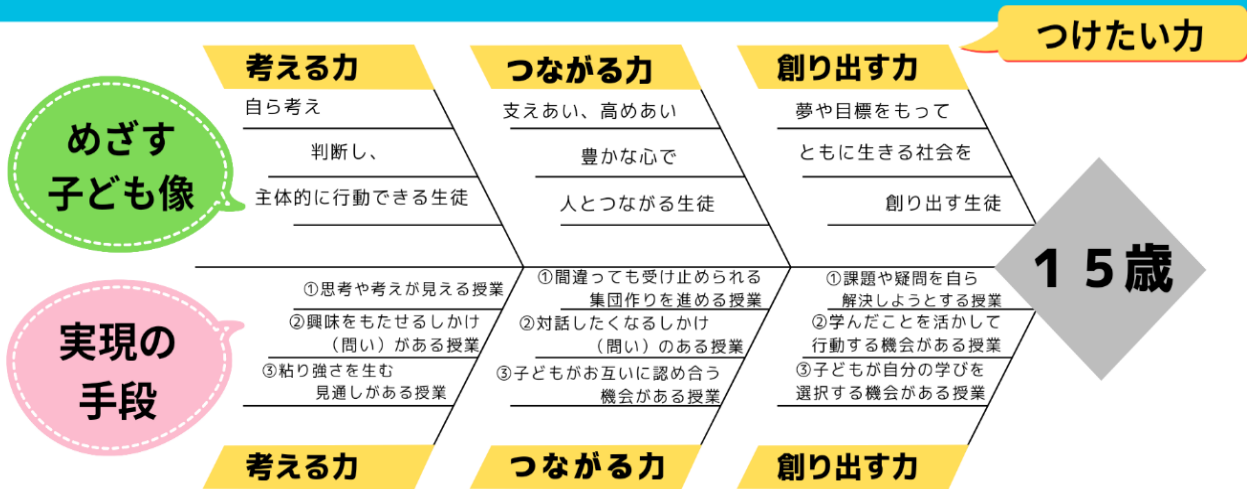 つけたい力
考える力
つながる力
創り出す力
めざす
子ども像
自ら考え
判断し、
主体的に行動できる生徒
支えあい、高めあい
豊かな心で
人とつながる生徒
夢や目標をもって
ともに生きる社会を
創り出す生徒
15歳
実現の
手段
①思考や考えが見える授業
②興味をもたせるしかけ
(問い)がある授業
③粘り強さを生む
見通しがある授業
①間違っても受け止められる
集団作りを進める授業
②対話したくなるしかけ
(問い)のある授業
③子どもがお互いに認め合う
機会がある授業
①課題や疑問を自ら
解決しようとする授業
②学んだことを活かして
行動する機会がある授業
③子どもが自分の学びを
選択する機会がある授業
考える力
つながる力
創り出す力